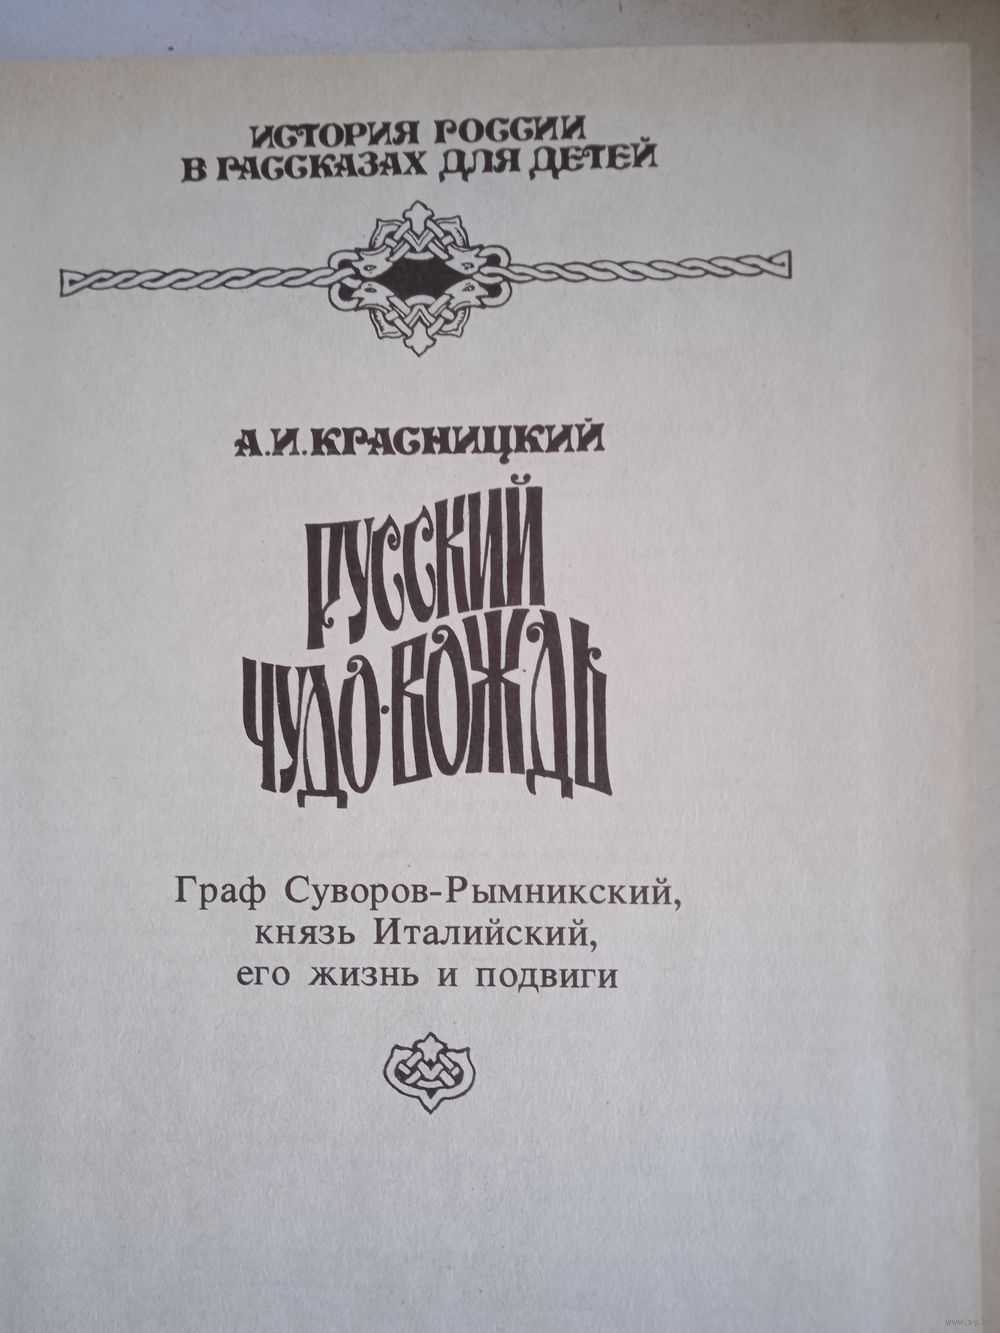 ИСТОРИЯ РОССИИ
В РАССКАЗАХ ДЛЯ ДЕТЕЙ
А.И.КРАСНИЦКИЙ
РУССКИЙ
ЧУДО-ВОЖДЬ
Граф Суворов-Рымникский,
князь Италийский,
его жизнь и подвиги